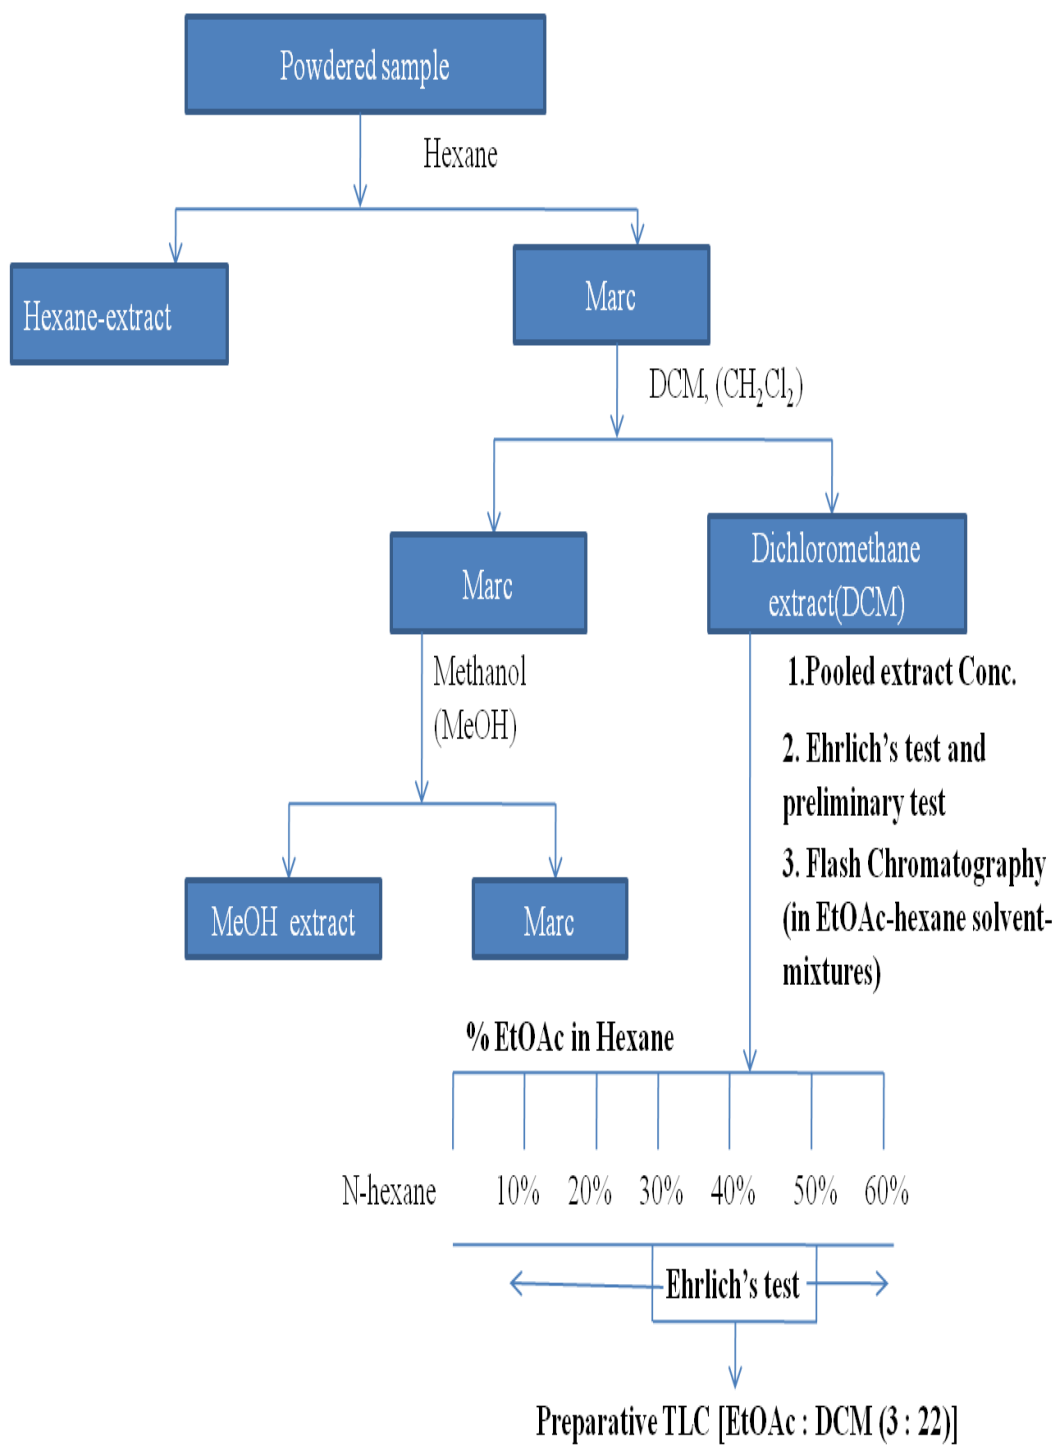 Powdered sample
Hexane
Hexane-extract
Marc
DCM, (CH₂Cl₂)
Marc
Dichloromethane
extract(DCM)
Methanol
(MeOH)
1.Pooled extract Conc.
2. Ehrlich’s test and
preliminary test
3. Flash Chromatography
(in EtOAc-hexane solvent-
mixtures)
MeOH extract
Marc
% EtOAc in Hexane
N-hexane 10% 20% 30% 40% 50% 60%
Ehrlich’s test
Preparative TLC [EtOAc : DCM (3 : 22)]